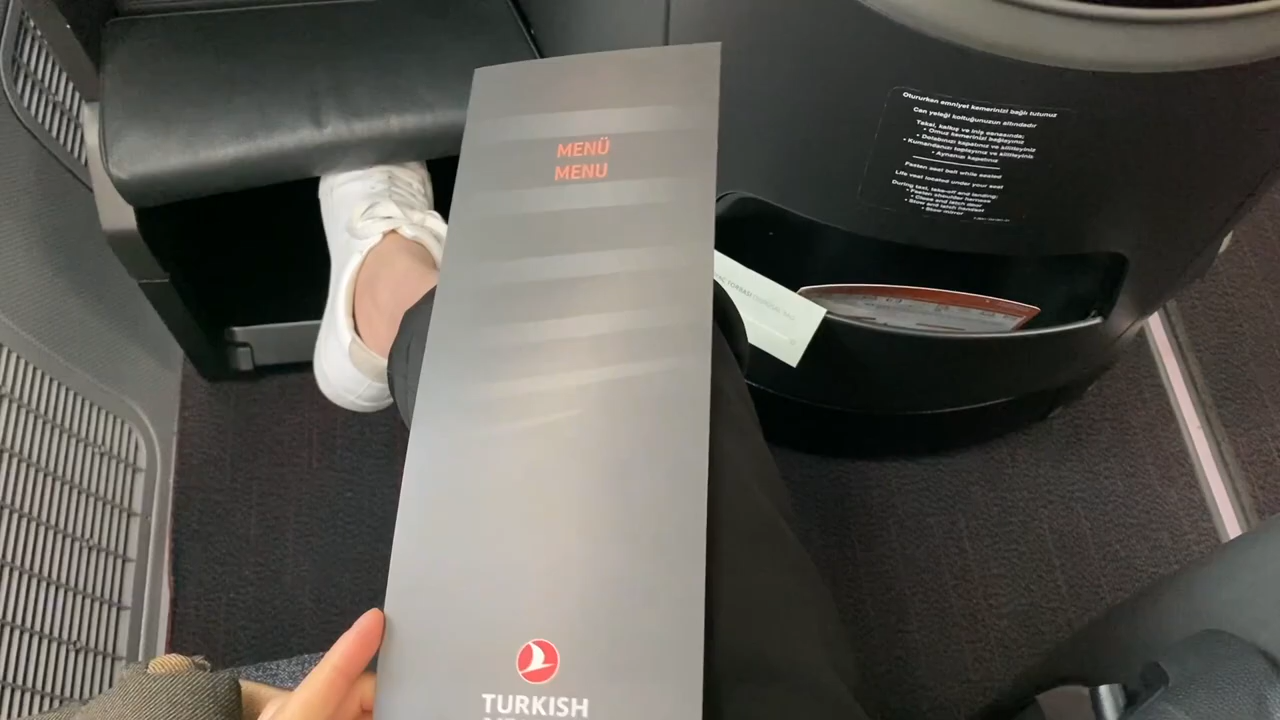 MENÜ
MENU
TURKISH
Otururken emniyet kemerinizi bağlı tutunuz
Can yeleği koltuğunuzun altındadır
Taksi, kalkış ve iniş esnasında:
• Omuz kemerinizi bağlayınız
• Dolabınızı kapatınız ve kilitleyiniz
• Kumandanızı toplayınız ve kilitleyiniz
• Aynanızı kapatınız
Fasten seat belt while seated
Life vest located under your seat
During taxi, take-off and landing:
• Fasten shoulder harness
• Close and latch door
• Stow and latch handset
• Stow mirror